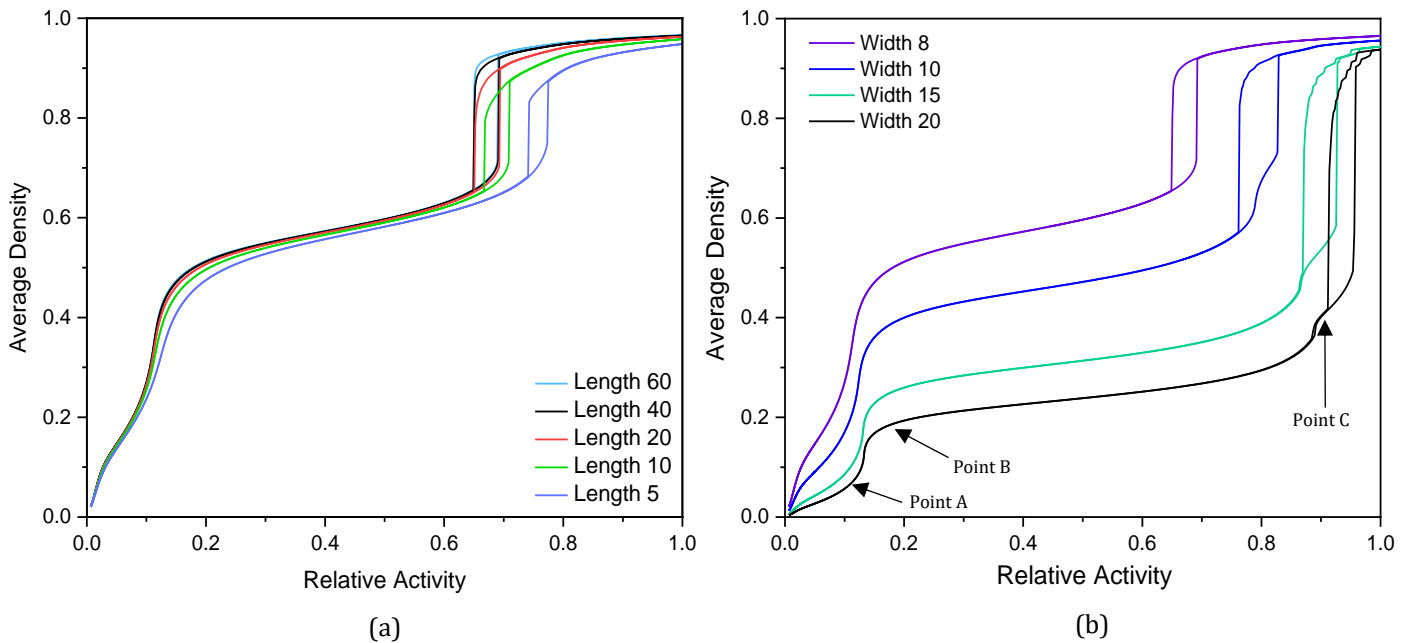 1.0
0.8
0.6
0.4
0.2
0.0
0.0 0.2 0.4 0.6 0.8 1.0
Average Density
Relative Activity
Length 60
Length 40
Length 20
Length 10
Length 5
(a)
1.0
0.8
0.6
0.4
0.2
0.0
0.0 0.2 0.4 0.6 0.8 1.0
Average Density
Relative Activity
Width 8
Width 10
Width 15
Width 20
Point C
Point B
Point A
(b)